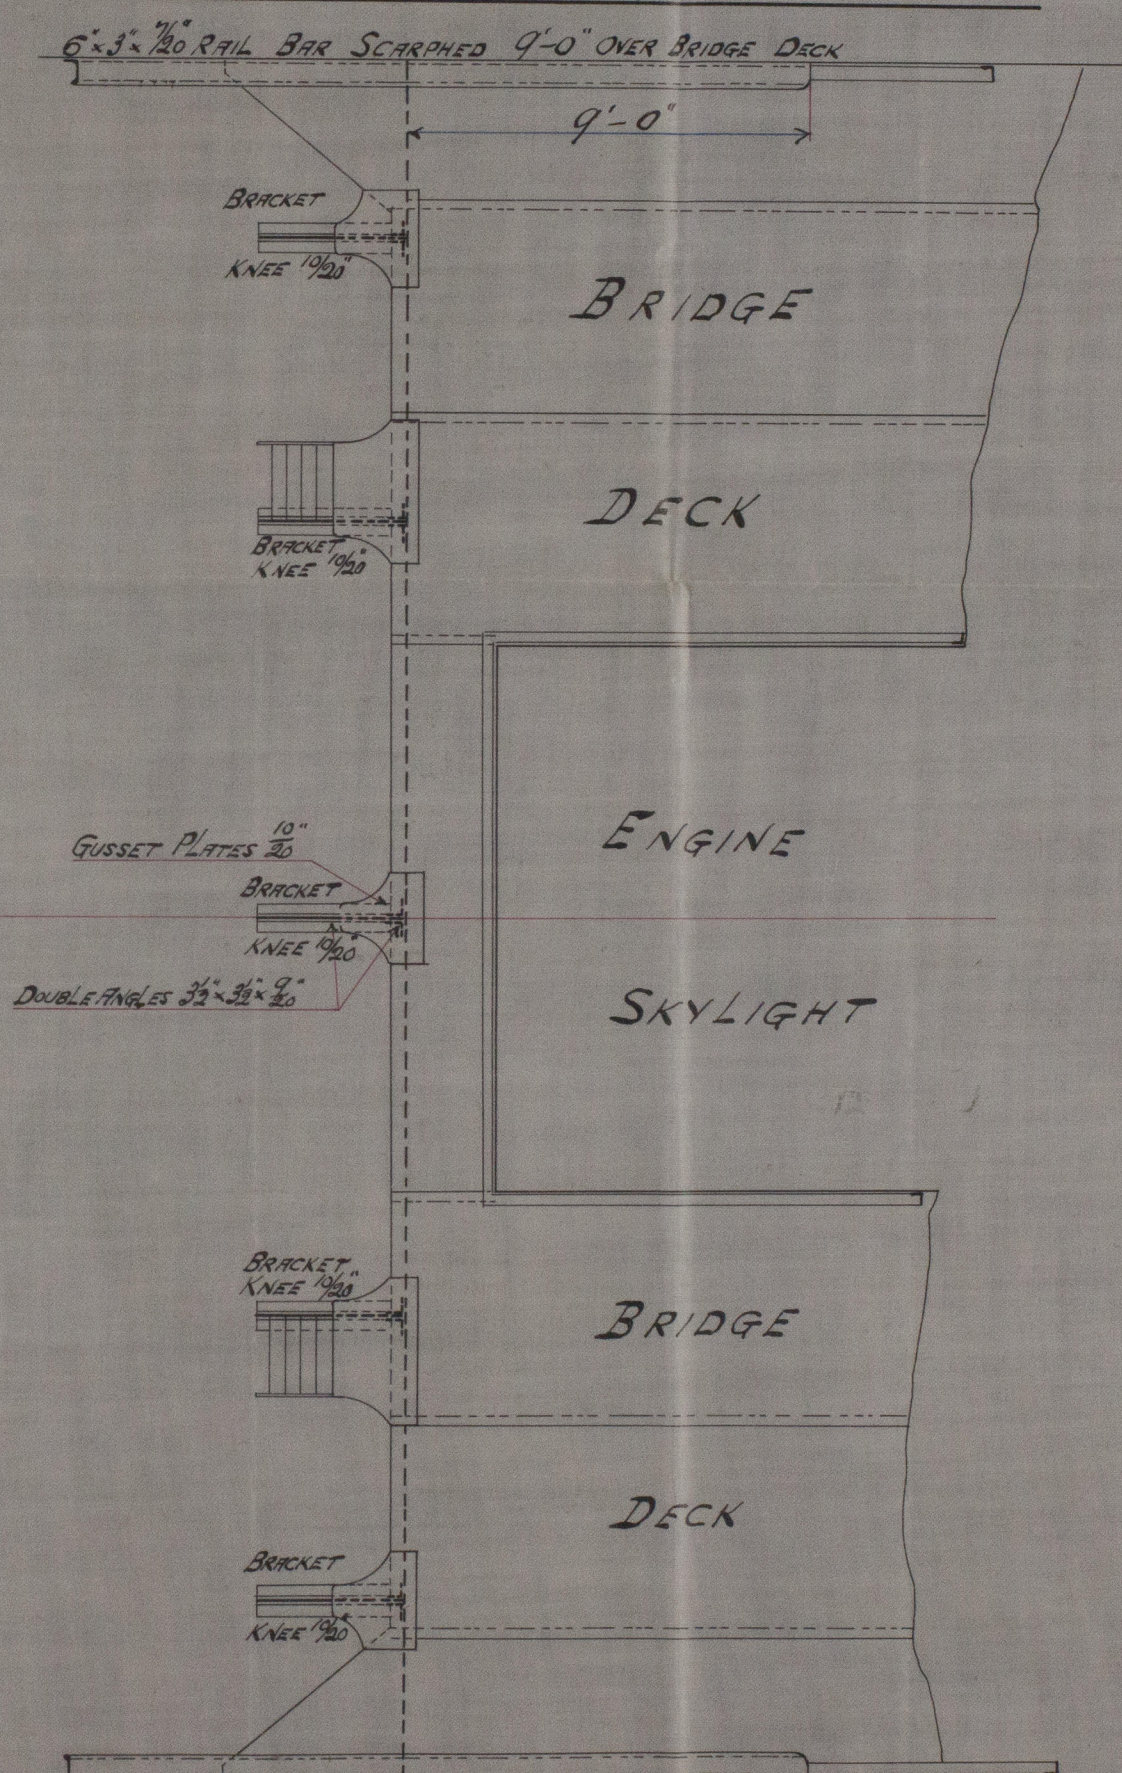 6"×3"×7/20" RAIL BAR SCARPHED 9'-0" OVER BRIDGE DECK
9'-0"
BRACKET
KNEE 10/20"
BRIDGE
DECK
BRACKET
KNEE 10/20"
ENGINE
GUSSET PLATES 10/20"
BRACKET
KNEE 10/20"
DOUBLE ANGLES 3½"×3½"×9/20"
SKYLIGHT
BRACKET
KNEE 10/20"
BRIDGE
DECK
BRACKET
KNEE 10/20"